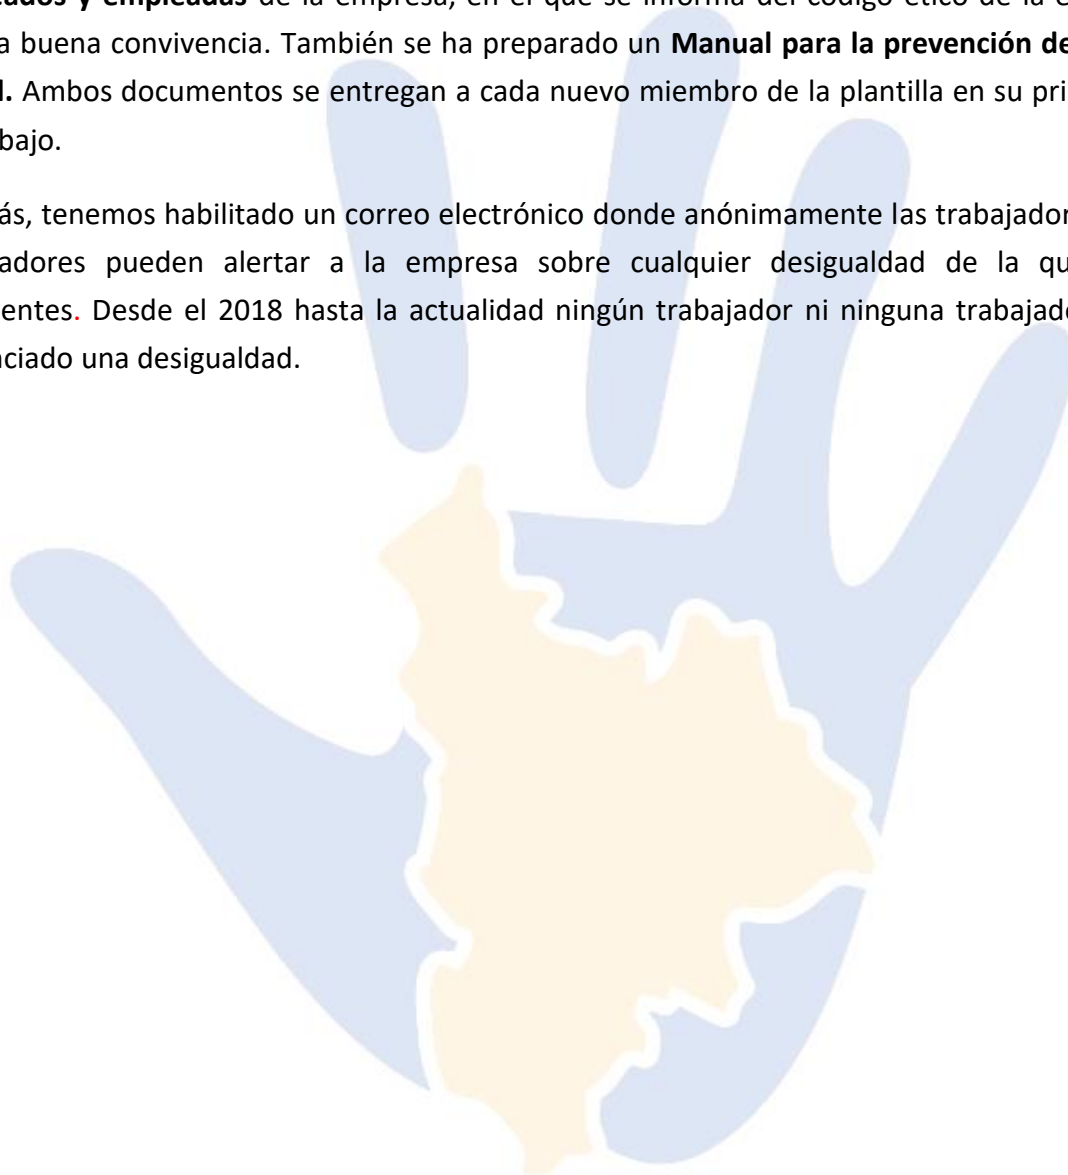 ados y empleadas de la empresa, en el que se informa del código ético de la e
a buena convivencia. También se ha preparado un Manual para la prevención de
l. Ambos documentos se entregan a cada nuevo miembro de la plantilla en su pri
bajo.
ás, tenemos habilitado un correo electrónico donde anónimamente las trabajador
adores pueden alertar a la empresa sobre cualquier desigualdad de la qu
entes. Desde el 2018 hasta la actualidad ningún trabajador ni ninguna trabajad
nciado una desigualdad.